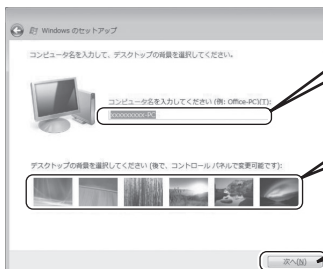 Windows のセットアップ
コンピュータ名を入力して、デスクトップの背景を選択してください。
コンピュータ名を入力してください (例: Office-PC)(T):
xxxxxxxxx-PC
デスクトップの背景を選択してください (後で、コントロール パネルで変更可能です):
次へ(N)